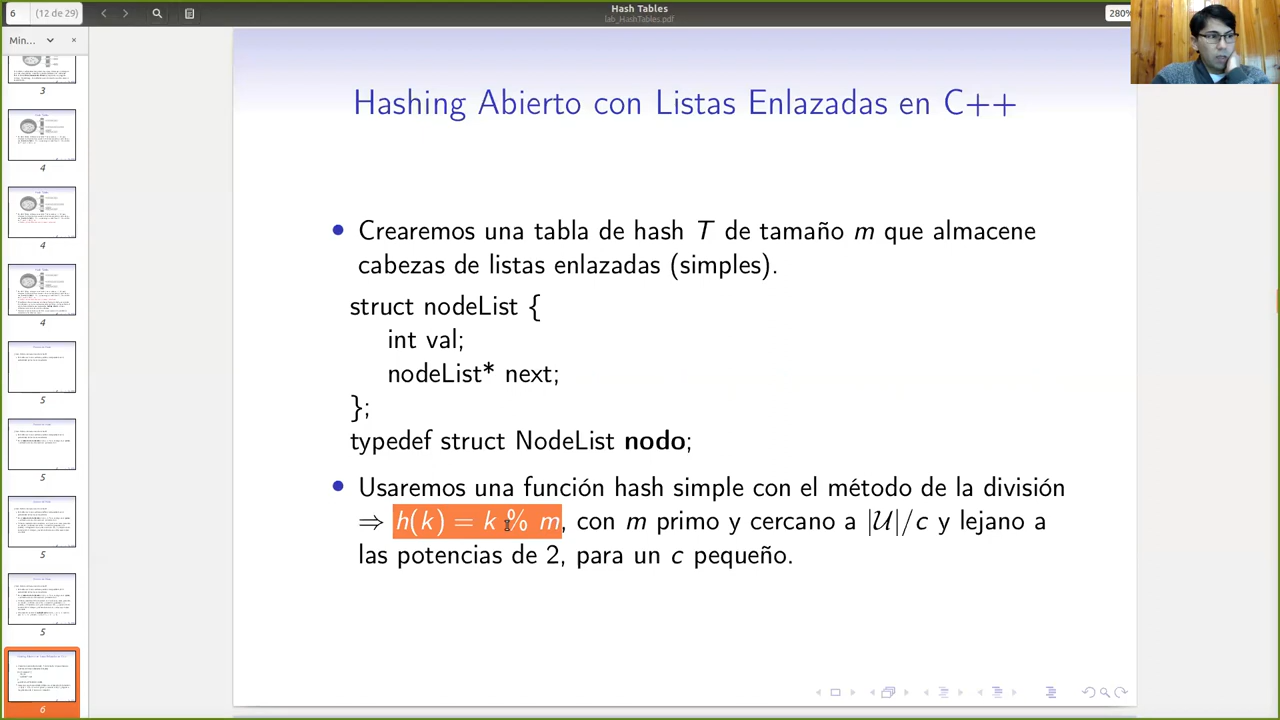 6
(12 de 29)
Hash Tables
lab_HashTables.pdf
280%
Min...
3
4
4
4
5
5
5
5
6
Hashing Abierto con Listas Enlazadas en C++
• Crearemos una tabla de hash T de tamaño m que almacene
cabezas de listas enlazadas (simples).
struct nodeList {
int val;
nodeList* next;
};
typedef struct NodeList nodo;
• Usaremos una función hash simple con el método de la división
⇒ h(k) = k % m, con m primo y cercano a |𝒰|/c y lejano a
las potencias de 2, para un c pequeño.